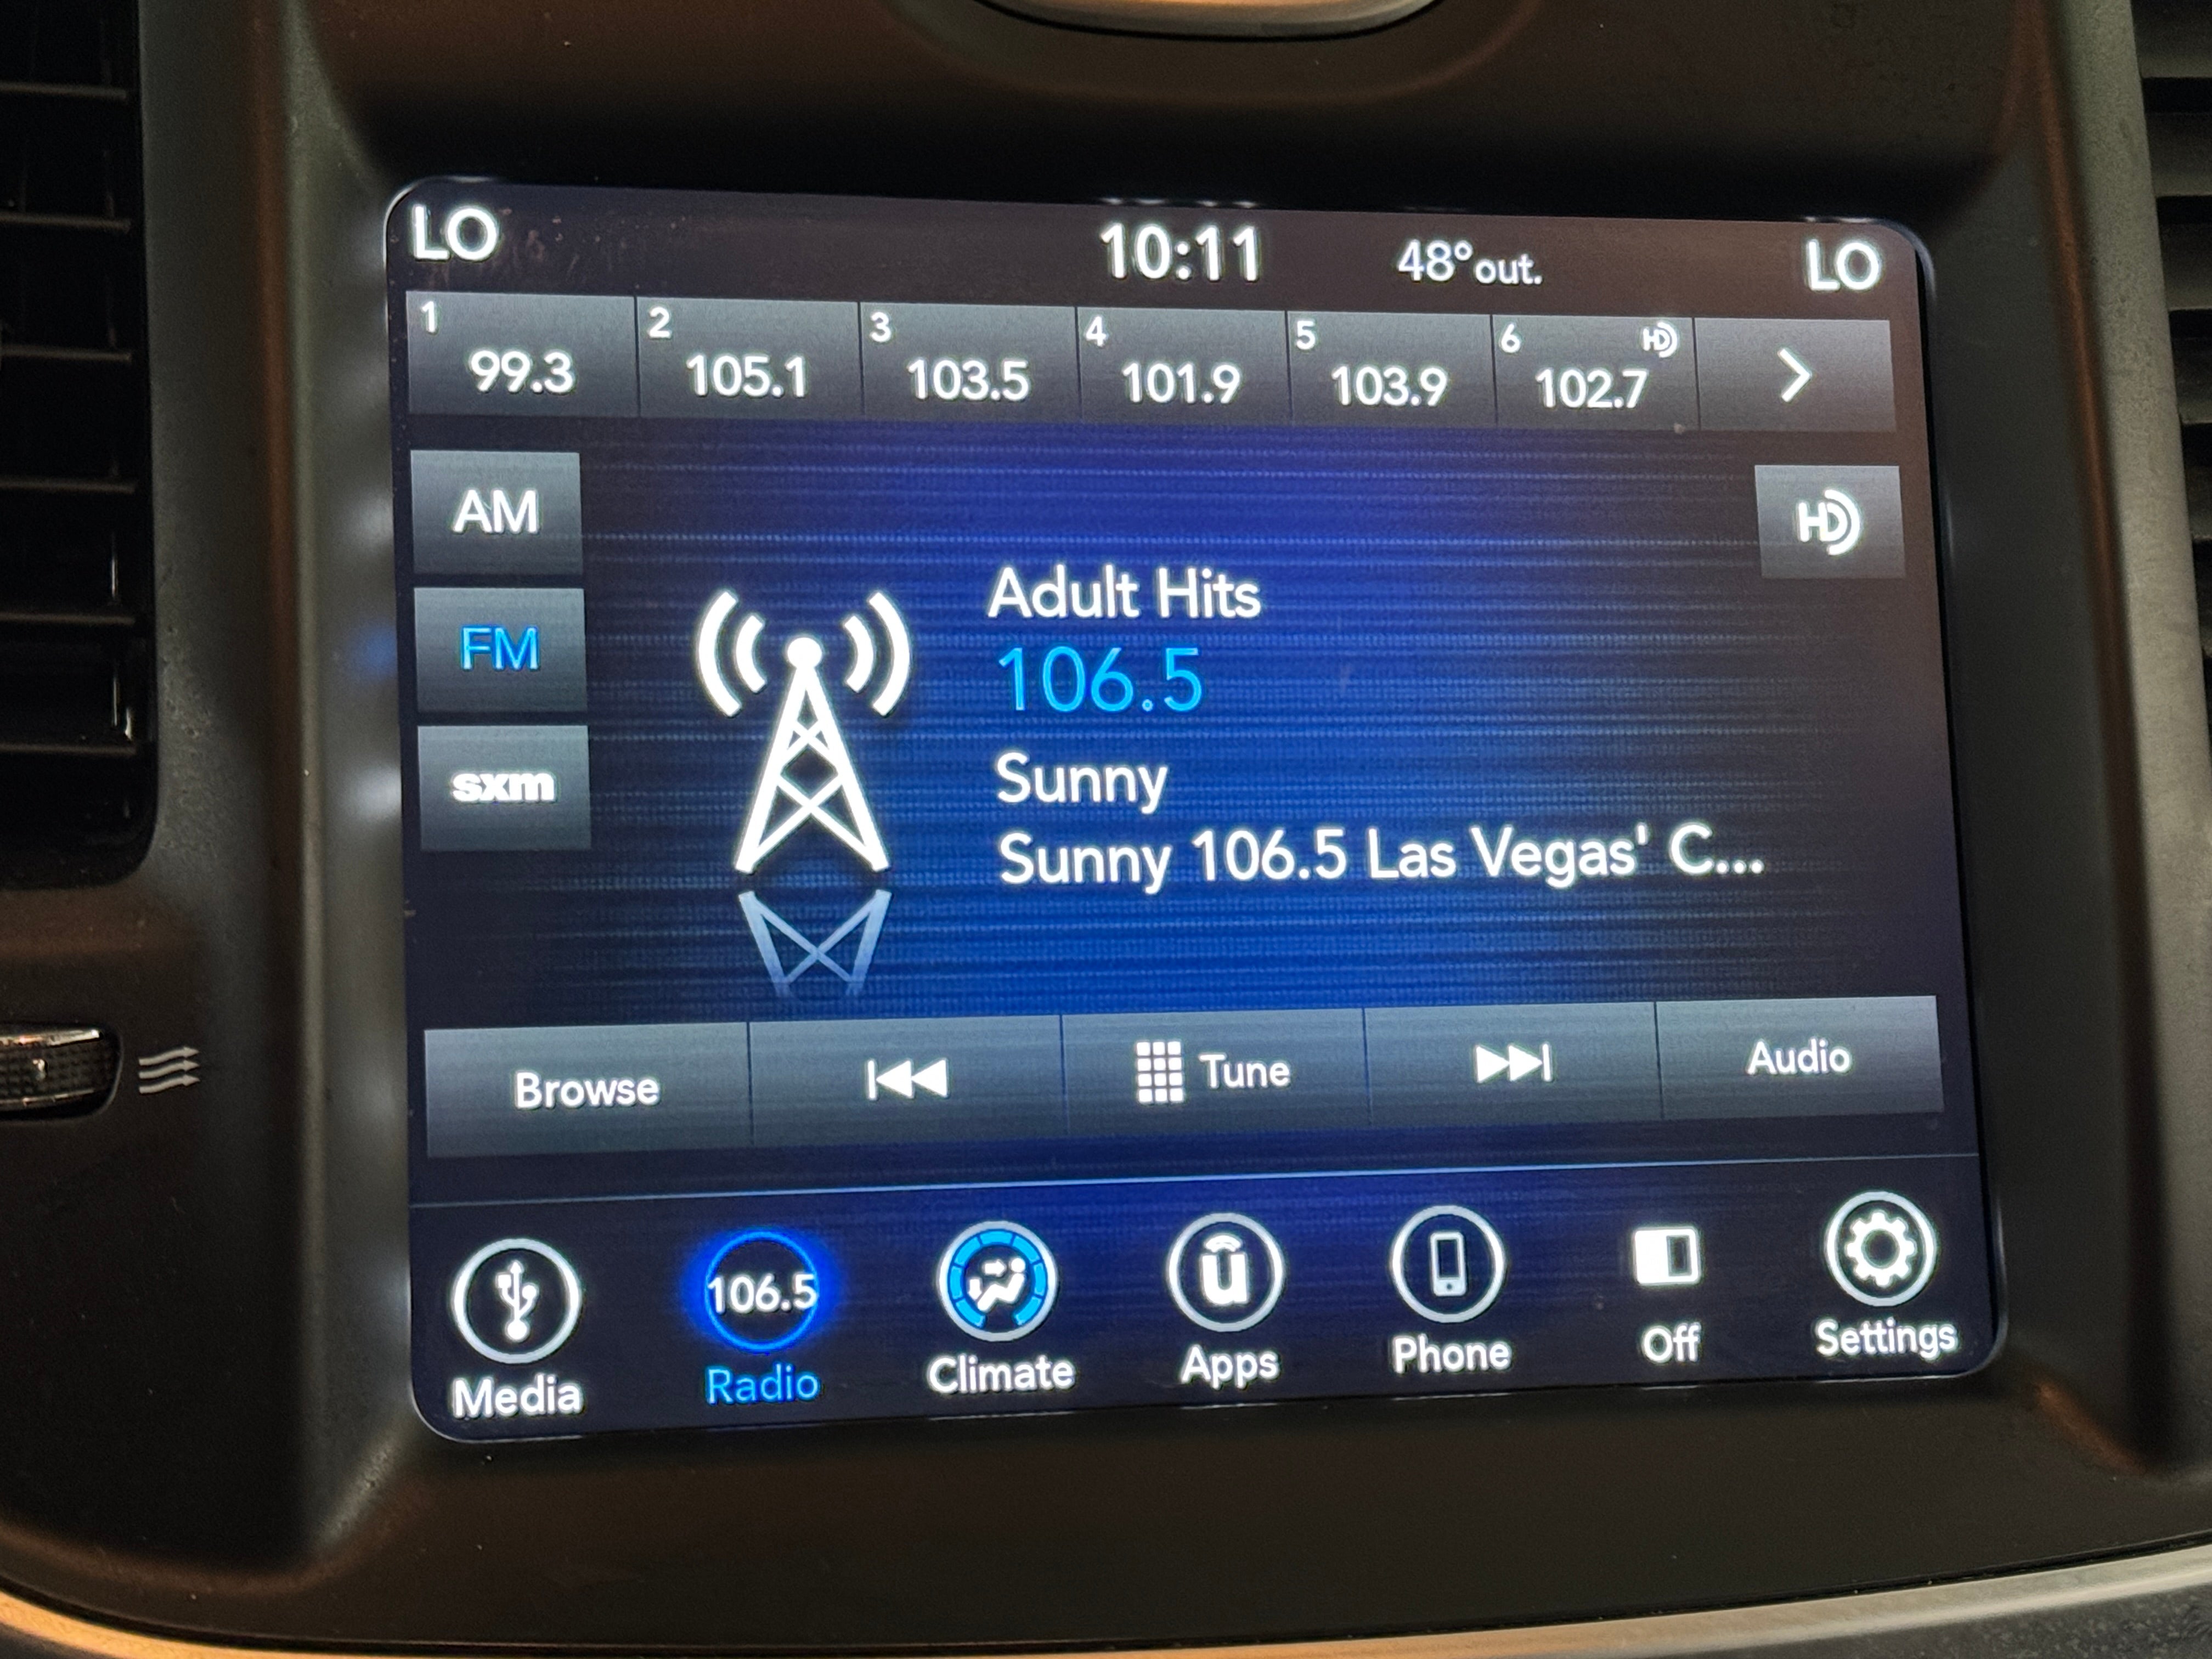 LO 10:11 48°out. LO
1 2 3 4 5 6 HD
99.3 105.1 103.5 101.9 103.9 102.7
AM HD
Adult Hits
FM 106.5
sxm Sunny
Sunny 106.5 Las Vegas' C...
Browse Tune Audio
106.5 u
Media Radio Climate Apps Phone Off Settings